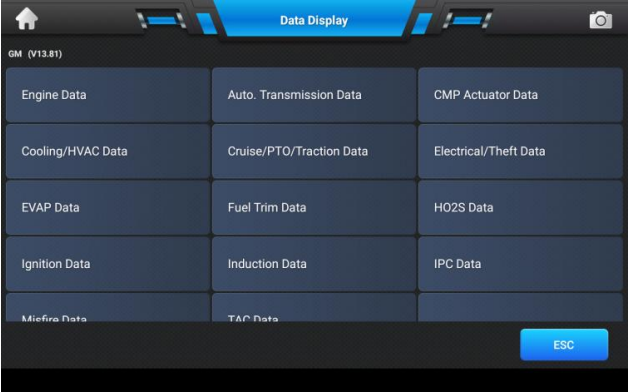 Data Display
GM (V13.81)
Engine Data
Auto. Transmission Data
CMP Actuator Data
Cooling/HVAC Data
Cruise/PTO/Traction Data
Electrical/Theft Data
EVAP Data
Fuel Trim Data
HO2S Data
Ignition Data
Induction Data
IPC Data
Misfire Data
TAC Data
ESC